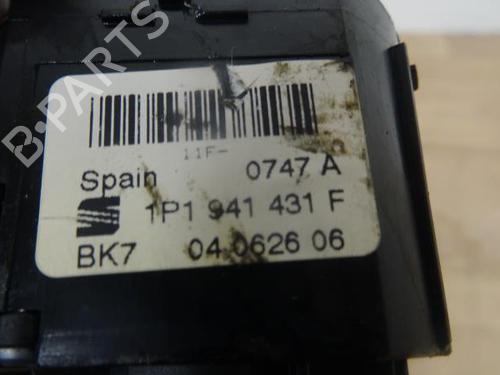 B-PARTS
11F-
Spain 0747 A
1P1 941 431 F
BK7 04 0626 06